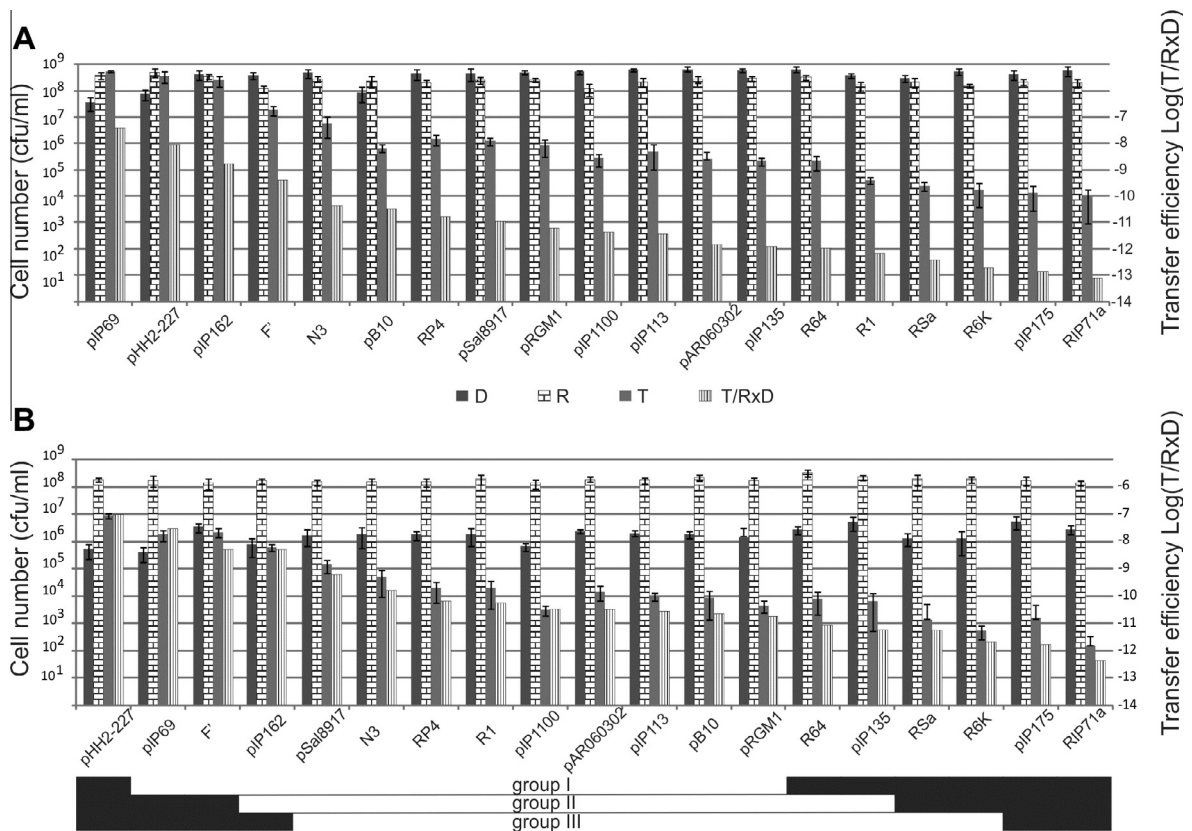 A
Cell number (cfu/ml)
10⁹
10⁸
10⁷
10⁶
10⁵
10⁴
10³
10²
10¹
-7
-8
-9
-10
-11
-12
-13
-14
Transfer efficiency Log(T/RxD)
pIP69
pHH2-227
pIP162
F'
N3
pB10
RP4
pSal8917
pRGM1
pIP1100
pIP113
pAR060302
pIP135
R64
R1
RSa
R6K
pIP175
RIP71a
D R T T/RxD
B
Cell number (cfu/ml)
10⁹
10⁸
10⁷
10⁶
10⁵
10⁴
10³
10²
10¹
-6
-7
-8
-9
-10
-11
-12
-13
-14
Transfer efficiency Log(T/RxD)
pHH2-227
pIP69
F'
pIP162
pSal8917
N3
RP4
R1
pIP1100
pAR060302
pIP113
pB10
pRGM1
R64
pIP135
RSa
R6K
pIP175
RIP71a
group I
group II
group III